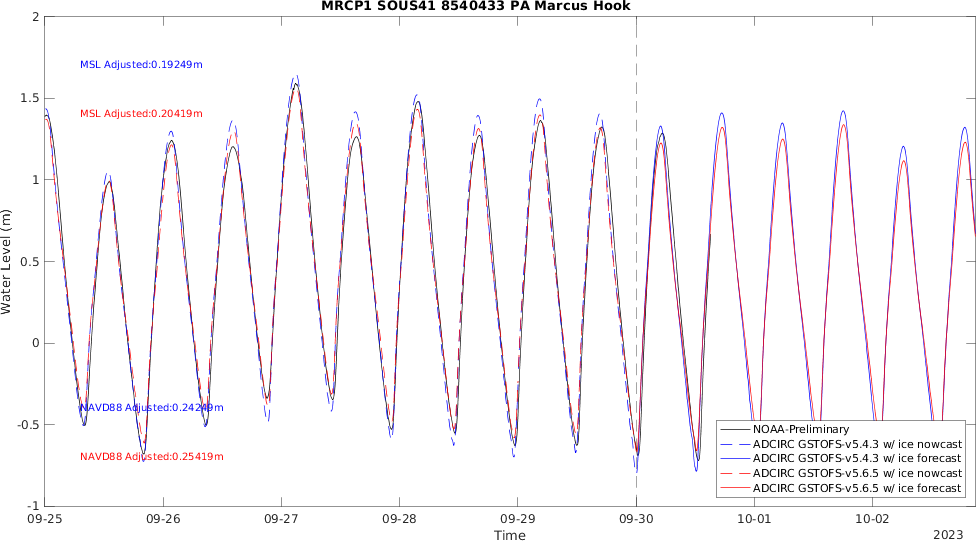 MRCP1 SOUS41 8540433 PA Marcus Hook
2
MSL Adjusted:0.19249m
1.5
MSL Adjusted:0.20419m
1
Water Level (m)
0.5
0
NAVD88 Adjusted:0.24249m
-0.5
NOAA-Preliminary
ADCIRC GSTOFS-v5.4.3 w/ ice nowcast
NAVD88 Adjusted:0.25419m
ADCIRC GSTOFS-v5.4.3 w/ ice forecast
ADCIRC GSTOFS-v5.6.5 w/ ice nowcast
ADCIRC GSTOFS-v5.6.5 w/ ice forecast
-1
09-25 09-26 09-27 09-28 09-29 09-30 10-01 10-02
Time
2023